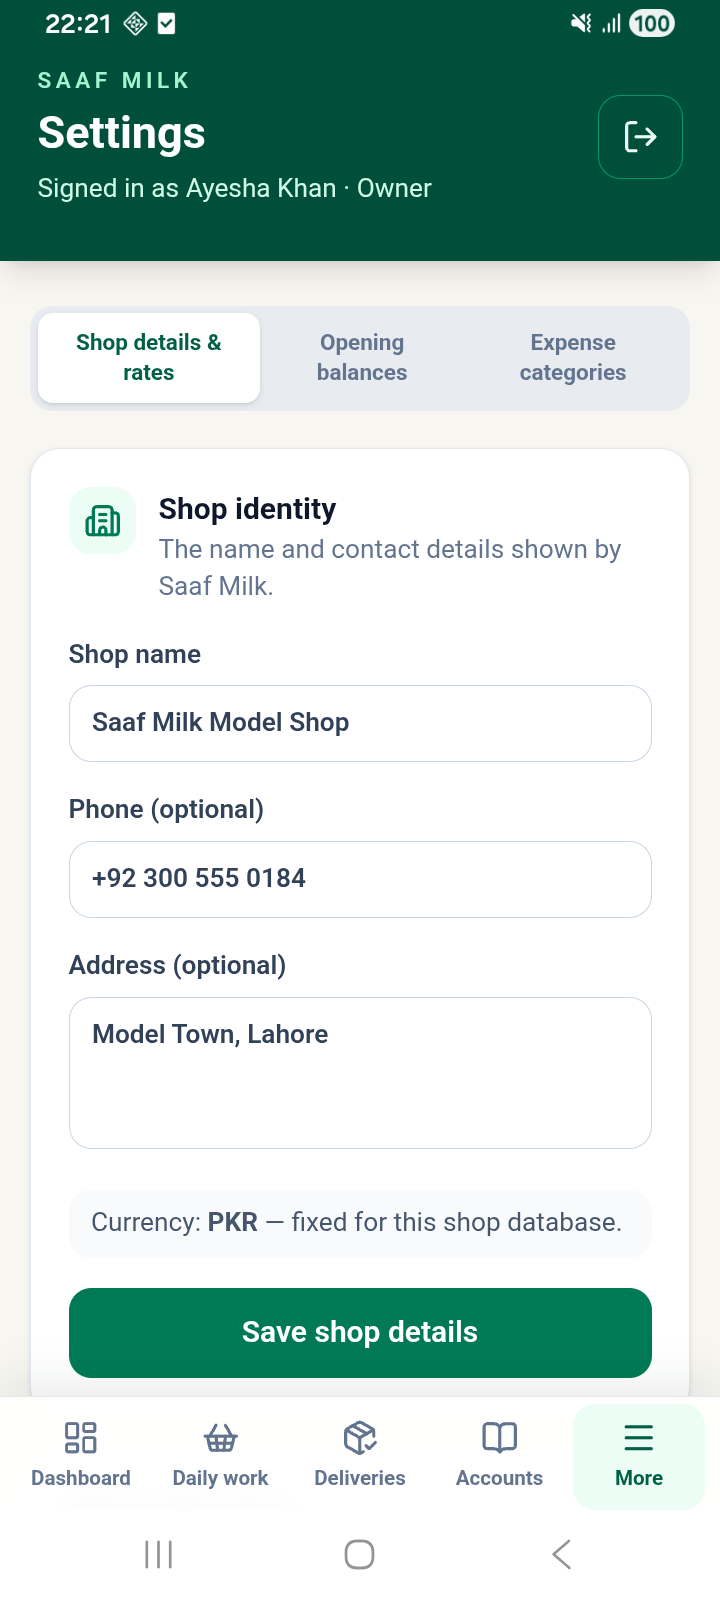 22:21
100
SAAF MILK
Settings
Signed in as Ayesha Khan · Owner
Shop details &
rates
Opening
balances
Expense
categories
Shop identity
The name and contact details shown by
Saaf Milk.
Shop name
Saaf Milk Model Shop
Phone (optional)
+92 300 555 0184
Address (optional)
Model Town, Lahore
Currency: PKR — fixed for this shop database.
Save shop details
Dashboard
Daily work
Deliveries
Accounts
More